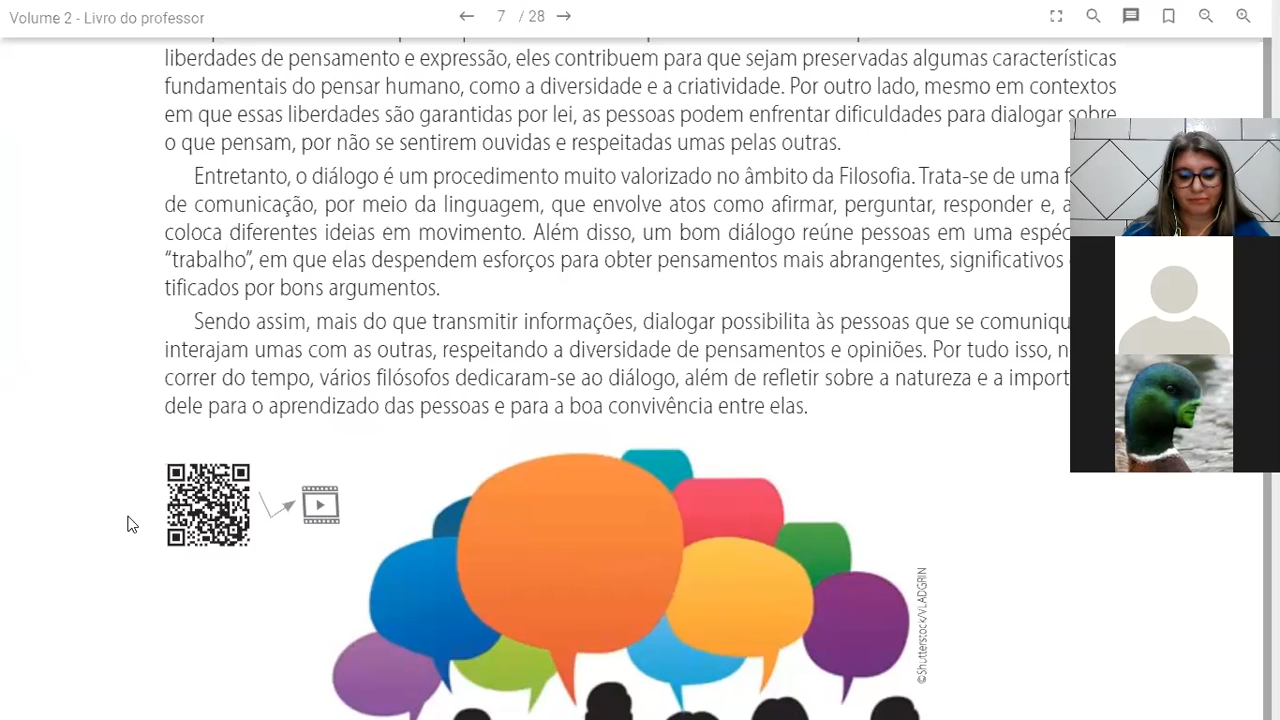 Volume 2 - Livro do professor
7 / 28
liberdades de pensamento e expressão, eles contribuem para que sejam preservadas algumas características
fundamentais do pensar humano, como a diversidade e a criatividade. Por outro lado, mesmo em contextos
em que essas liberdades são garantidas por lei, as pessoas podem enfrentar dificuldades para dialogar sobre
o que pensam, por não se sentirem ouvidas e respeitadas umas pelas outras.
Entretanto, o diálogo é um procedimento muito valorizado no âmbito da Filosofia. Trata-se de uma
de comunicação, por meio da linguagem, que envolve atos como afirmar, perguntar, responder e,
coloca diferentes ideias em movimento. Além disso, um bom diálogo reúne pessoas em uma
“trabalho”, em que elas despendem esforços para obter pensamentos mais abrangentes, significativos
tificados por bons argumentos.
Sendo assim, mais do que transmitir informações, dialogar possibilita às pessoas que se
interajam umas com as outras, respeitando a diversidade de pensamentos e opiniões. Por tudo isso,
correr do tempo, vários filósofos dedicaram-se ao diálogo, além de refletir sobre a natureza e a
dele para o aprendizado das pessoas e para a boa convivência entre elas.
©Shutterstock/VLADGRIN